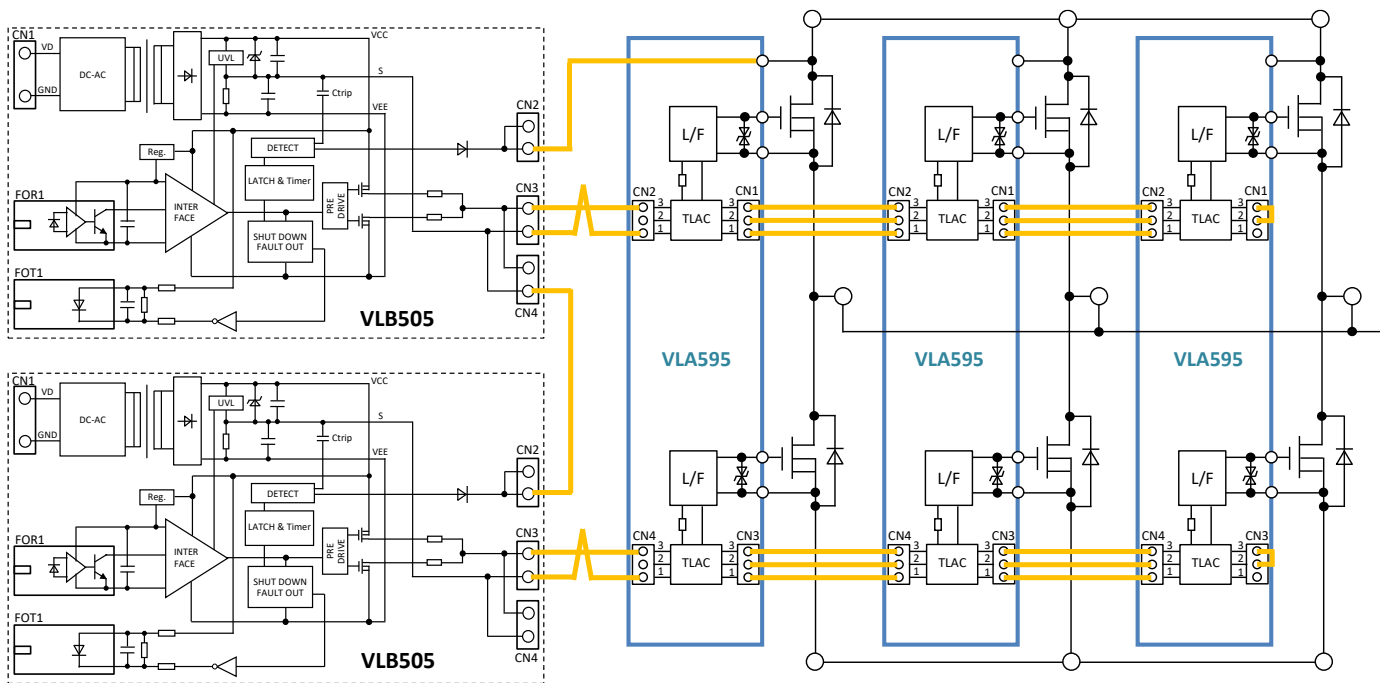 CN1
VD
GND
DC-AC
UVL
VCC
S
VEE
Ctrip
CN2
Reg.
DETECT
LATCH & Timer
CN3
FOR1
INTER
FACE
PRE
DRIVE
SHUT DOWN
FAULT OUT
FOT1
CN4
VLB505
CN1
VD
GND
DC-AC
UVL
VCC
S
VEE
Ctrip
CN2
Reg.
DETECT
LATCH & Timer
CN3
FOR1
INTER
FACE
PRE
DRIVE
SHUT DOWN
FAULT OUT
FOT1
CN4
VLB505
L/F
CN2
3
2
1
TLAC
CN1
3
2
1
VLA595
L/F
CN4
3
2
1
TLAC
CN3
3
2
1
L/F
CN2
3
2
1
TLAC
CN1
3
2
1
VLA595
L/F
CN4
3
2
1
TLAC
CN3
3
2
1
L/F
CN2
3
2
1
TLAC
CN1
3
2
1
VLA595
L/F
CN4
3
2
1
TLAC
CN3
3
2
1